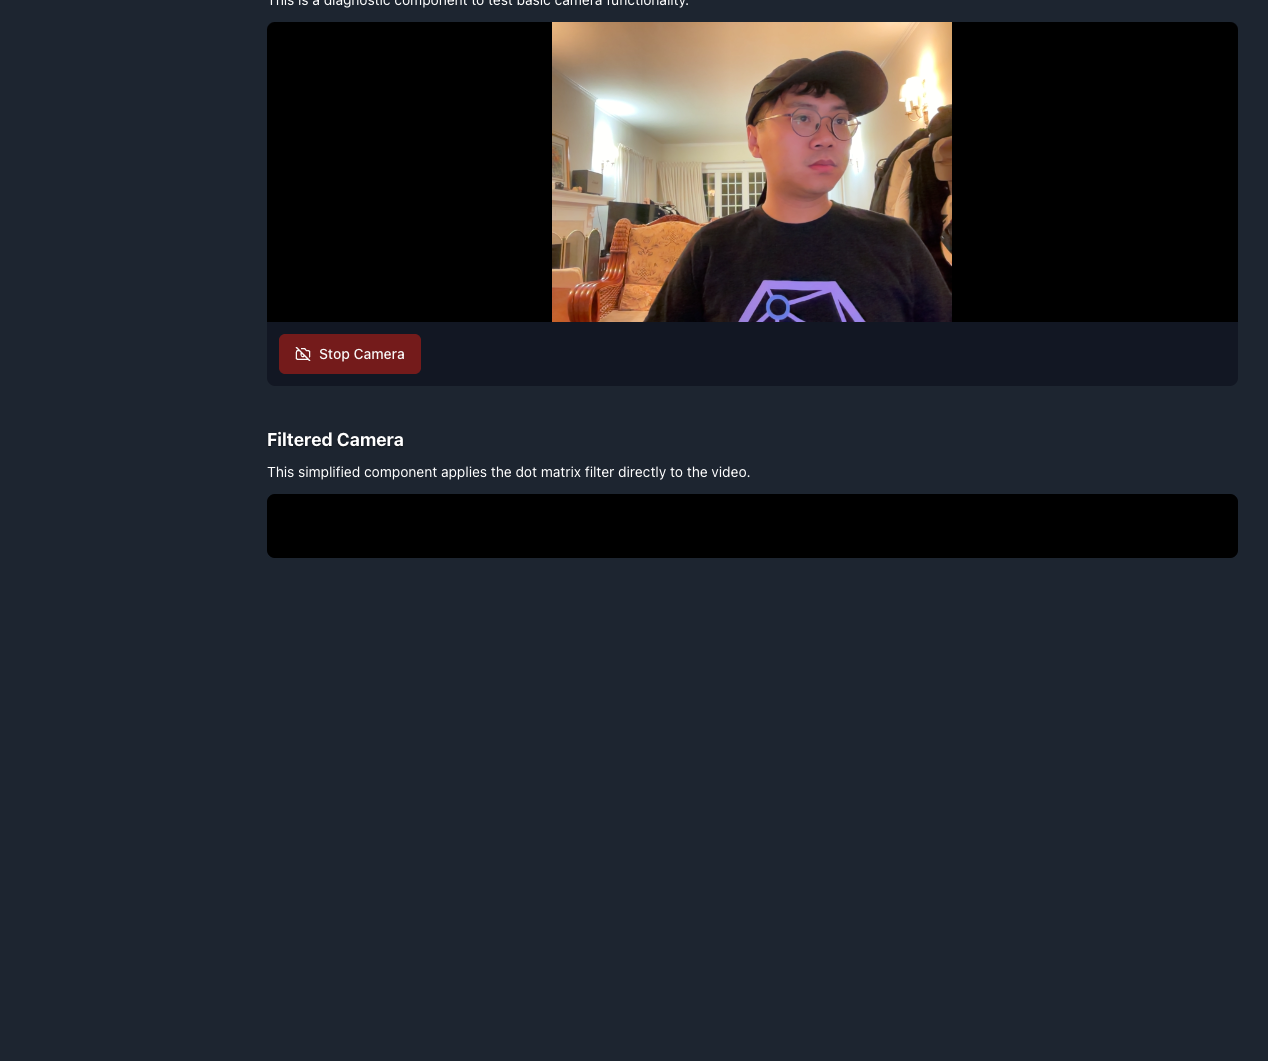 This is a diagnostic component to test basic camera functionality.
Stop Camera
Filtered Camera
This simplified component applies the dot matrix filter directly to the video.